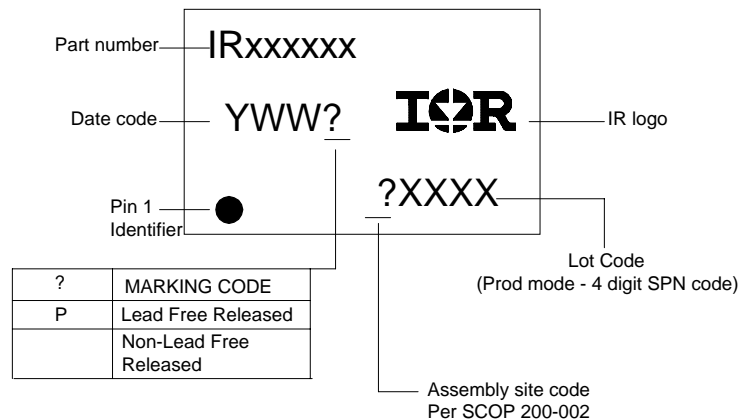 Part number
IRxxxxxx
Date code
YWW?
IOR
IR logo
?XXXX
Pin 1
Identifier
Lot Code
(Prod mode - 4 digit SPN code)
? MARKING CODE
P Lead Free Released
Non-Lead Free
Released
Assembly site code
Per SCOP 200-002